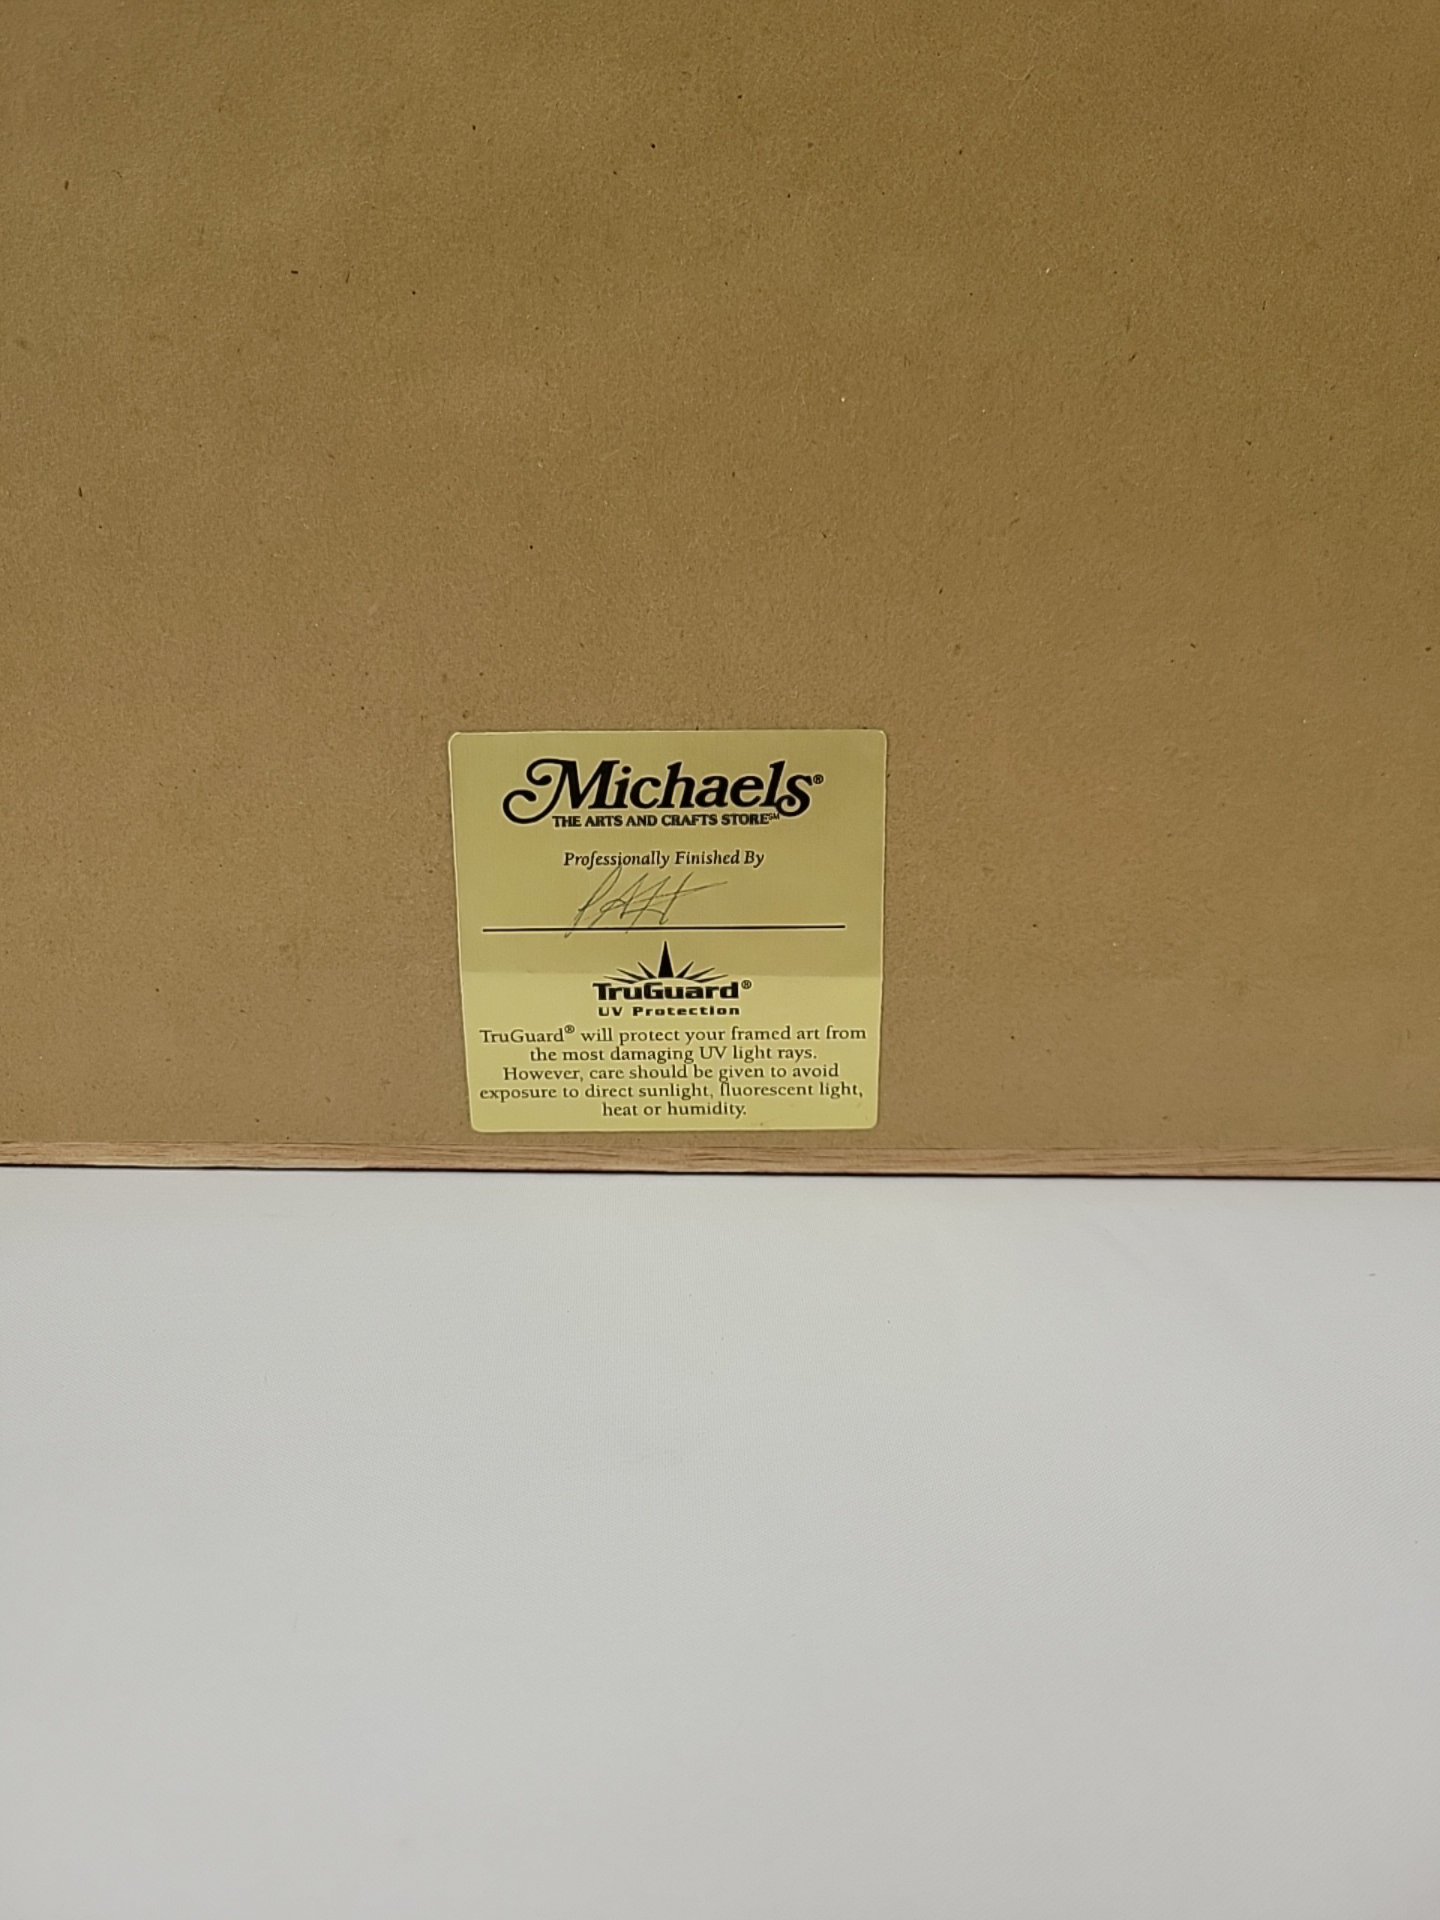 Michaels®
THE ARTS AND CRAFTS STORE℠
Professionally Finished By
TruGuard®
UV Protection
TruGuard® will protect your framed art from
the most damaging UV light rays.
However, care should be given to avoid
exposure to direct sunlight, fluorescent light,
heat or humidity.